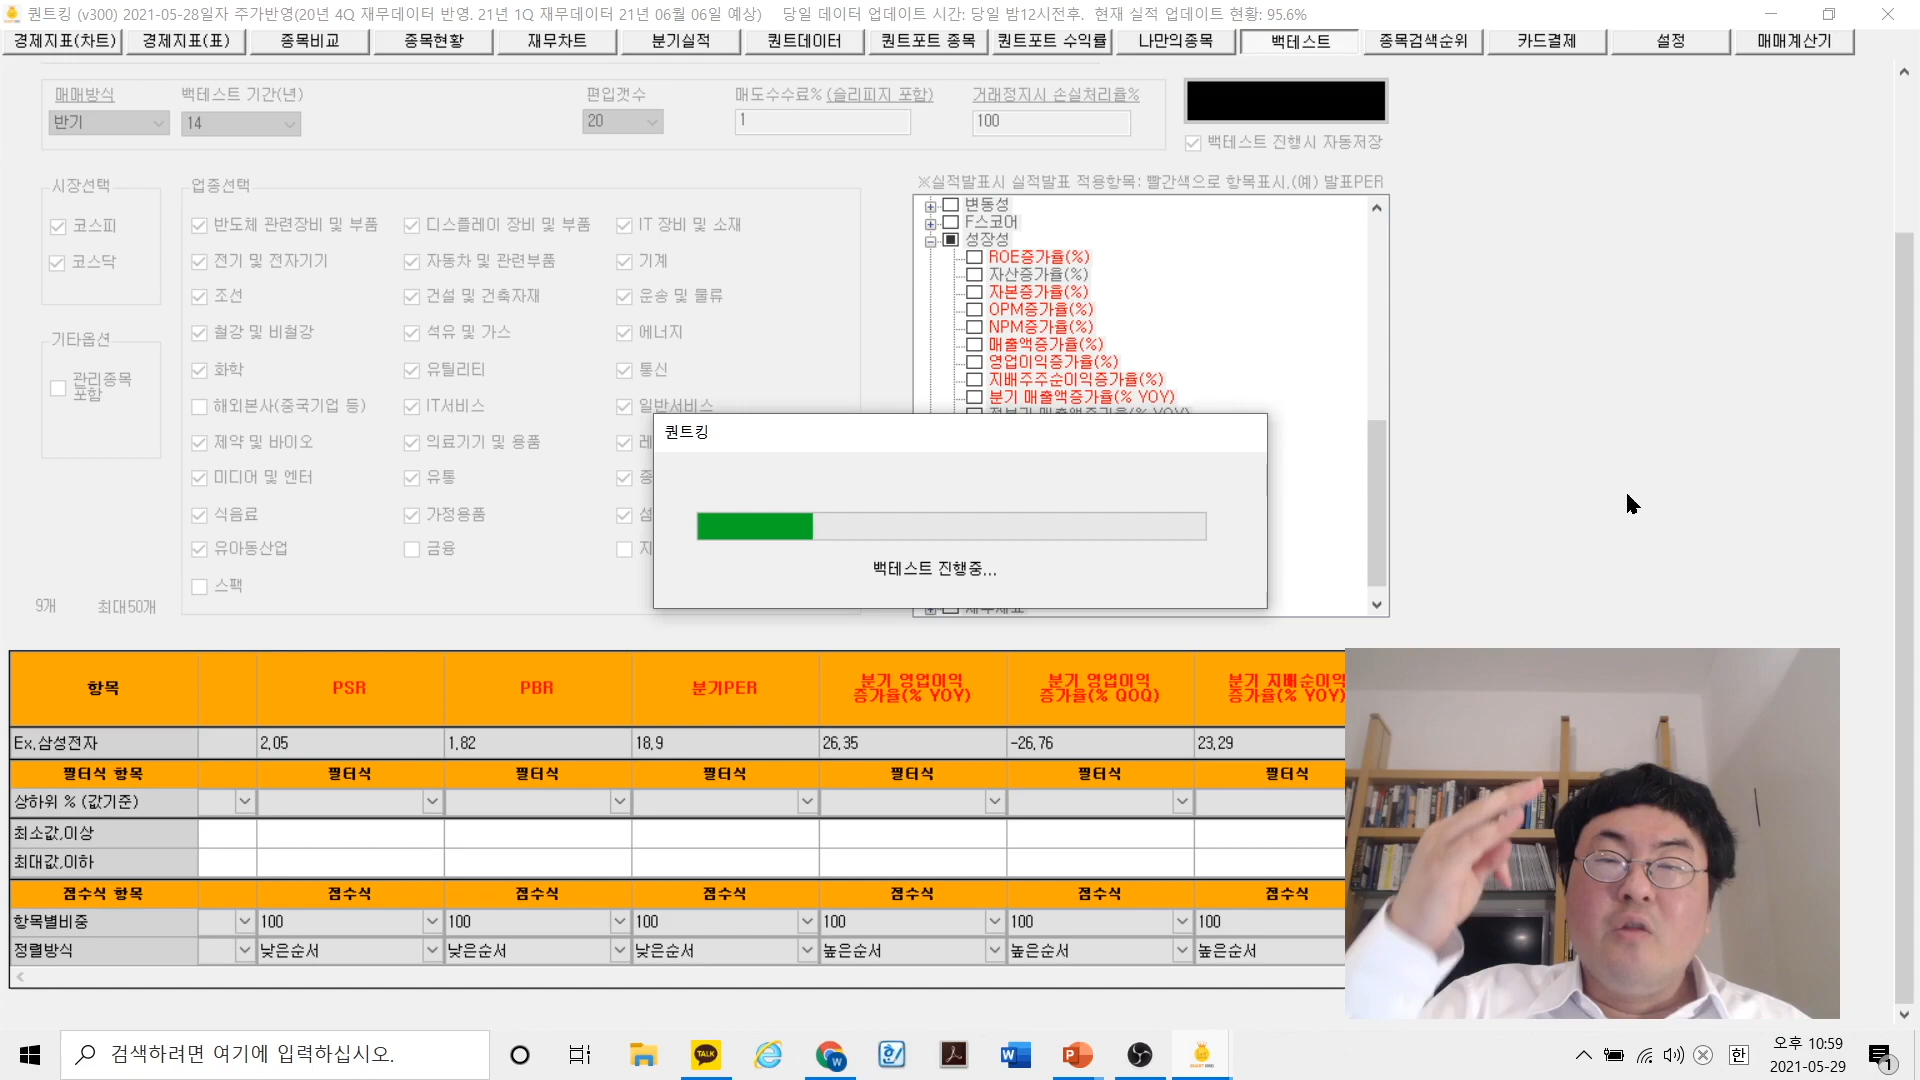 퀀트킹 (v300) 2021-05-28일자 주가반영(20년 4Q 재무데이터 반영. 21년 1Q 재무데이터 21년 06월 06일 예상) 당일 데이터 업데이트 시간: 당일 밤12시전후. 현재 실적 업데이트 현황: 95.6%
경제지표(차트) 경제지표(표) 종목비교 종목현황 재무차트 분기실적 퀀트데이터 퀀트포트 종목 퀀트포트 수익률 나만의종목 백테스트 종목검색순위 카드결제 설정 매매계산기
매매방식 백테스트 기간(년) 편입갯수 매도수수료% (슬리피지 포함) 거래정지시 손실처리율%
반기 14 20 1 100
백테스트 진행시 자동저장
시장선택 업종선택 ※실적발표시 실적발표 적용항목: 빨간색으로 항목표시,(예) 발표PER
변동성
F스코어
성장성
ROE증가율(%)
자산증가율(%)
자본증가율(%)
OPM증가율(%)
NPM증가율(%)
매출액증가율(%)
영업이익증가율(%)
지배주주순이익증가율(%)
분기 매출액증가율(% YOY)
코스피 반도체 관련장비 및 부품 디스플레이 장비 및 부품 IT 장비 및 소재
코스닥 전기 및 전자기기 자동차 및 관련부품 기계
조선 건설 및 건축자재 운송 및 물류
기타옵션 철강 및 비철강 석유 및 가스 에너지
관리종목 포함 화학 유틸리티 통신
해외본사(중국기업 등) IT서비스 일반서비스
제약 및 바이오 의료기기 및 용품 레
미디어 및 엔터 유통
식음료 가정용품
유아동산업 금융 지
스팩
9개 최대50개
퀀트킹
백테스트 진행중...
항목 PSR PBR 분기PER 분기 영업이익 증가율(% YOY) 분기 영업이익 증가율(% QOQ) 분기 지배순이익 증가율(% YOY)
Ex.삼성전자 2.05 1.82 18.9 26.35 -26.76 23.29
필터식 항목 필터식 필터식 필터식 필터식 필터식 필터식
상하위 % (값기준)
최소값,이상
최대값,이하
점수식 항목 점수식 점수식 점수식 점수식 점수식 점수식
항목별비중 100 100 100 100 100 100
정렬방식 낮은순서 낮은순서 낮은순서 높은순서 높은순서 높은순서
검색하려면 여기에 입력하십시오.
TALK
한
오후 10:59
2021-05-29
1